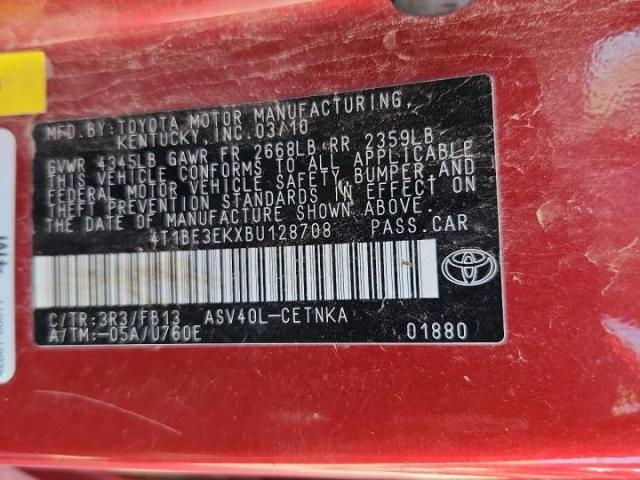 MFD. BY: TOYOTA MOTOR MANUFACTURING,
KENTUCKY, INC. 03/10
GVWR 4345LB GAWR FR 2668LB RR 2359LB
THIS VEHICLE CONFORMS TO ALL APPLICABLE
FEDERAL MOTOR VEHICLE SAFETY, BUMPER, AND
THEFT PREVENTION STANDARDS IN EFFECT ON
THE DATE OF MANUFACTURE SHOWN ABOVE.
4T1BE3EKXBU128708 PASS.CAR
C/TR:3R3/FB13 ASV40L-CETNKA
A/TM:-05A/U760E 01880